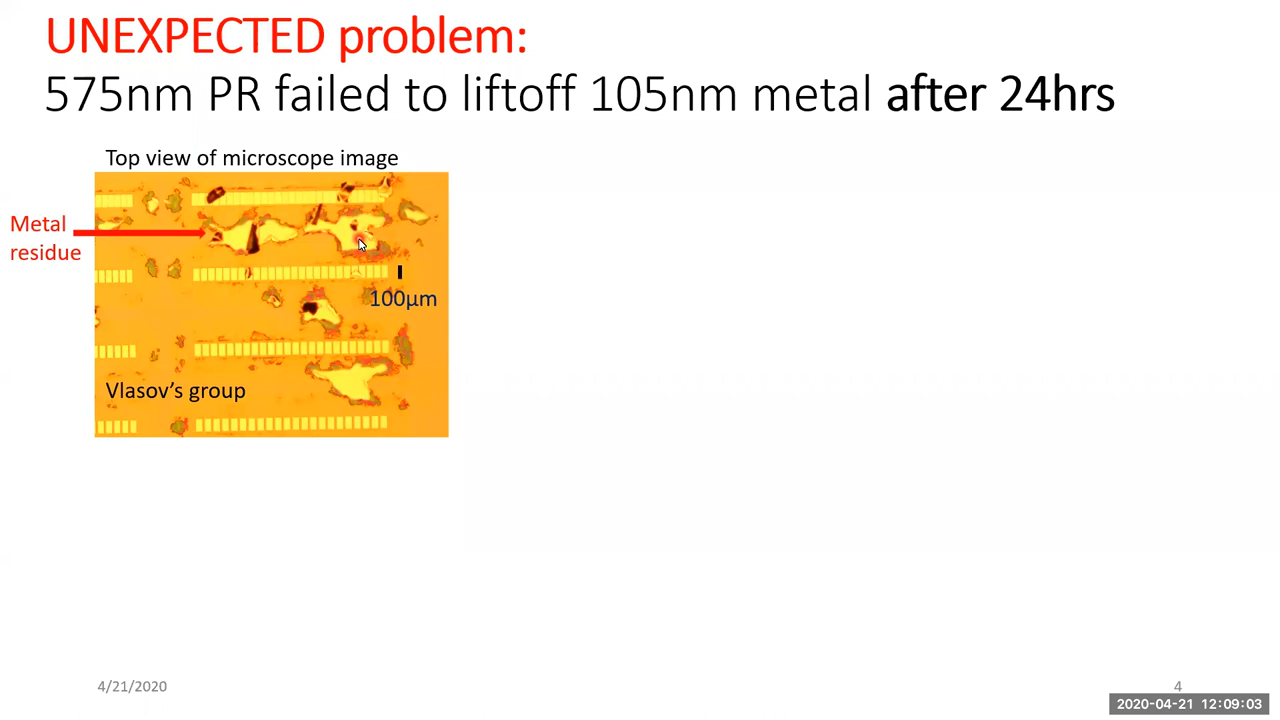 UNEXPECTED problem:
575nm PR failed to liftoff 105nm metal after 24hrs
Top view of microscope image
Metal
residue
100µm
Vlasov’s group
4/21/2020
4
2020-04-21 12:09:03